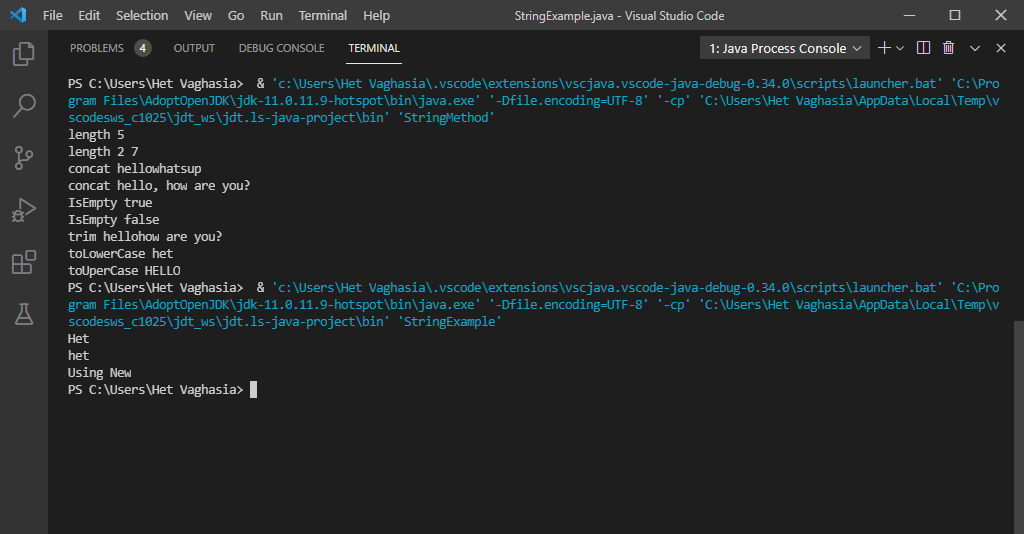 File Edit Selection View Go Run Terminal Help StringExample.java - Visual Studio Code
PROBLEMS 4 OUTPUT DEBUG CONSOLE TERMINAL 1: Java Process Console
PS C:\Users\Het Vaghasia>  & 'c:\Users\Het Vaghasia\.vscode\extensions\vscjava.vscode-java-debug-0.34.0\scripts\launcher.bat' 'C:\Pro
gram Files\AdoptOpenJDK\jdk-11.0.11.9-hotspot\bin\java.exe' '-Dfile.encoding=UTF-8' '-cp' 'C:\Users\Het Vaghasia\AppData\Local\Temp\v
scodesws_c1025\jdt_ws\jdt.ls-java-project\bin' 'StringMethod'
length 5
length 2 7
concat hellowhatsup
concat hello, how are you?
IsEmpty true
IsEmpty false
trim hellohow are you?
toLowerCase het
toUperCase HELLO
PS C:\Users\Het Vaghasia>  & 'c:\Users\Het Vaghasia\.vscode\extensions\vscjava.vscode-java-debug-0.34.0\scripts\launcher.bat' 'C:\Pro
gram Files\AdoptOpenJDK\jdk-11.0.11.9-hotspot\bin\java.exe' '-Dfile.encoding=UTF-8' '-cp' 'C:\Users\Het Vaghasia\AppData\Local\Temp\v
scodesws_c1025\jdt_ws\jdt.ls-java-project\bin' 'StringExample'
Het
het
Using New
PS C:\Users\Het Vaghasia>